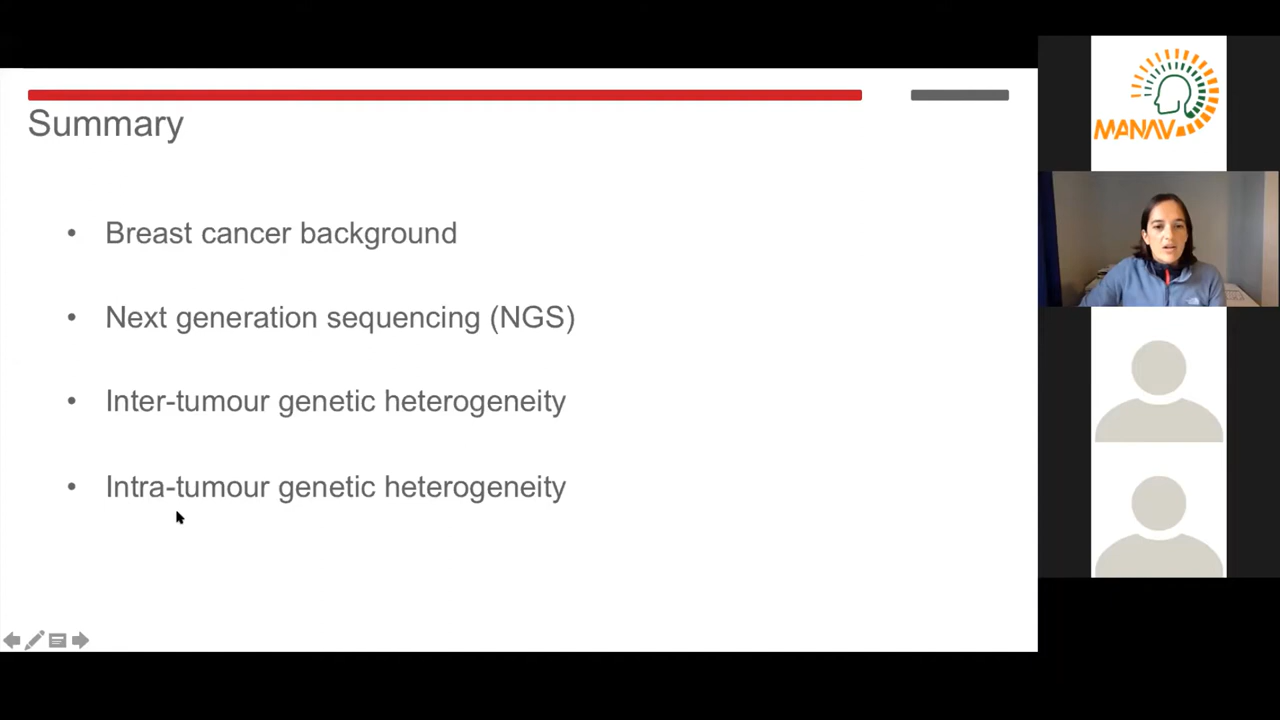 Summary
• Breast cancer background
• Next generation sequencing (NGS)
• Inter-tumour genetic heterogeneity
• Intra-tumour genetic heterogeneity
MANAV